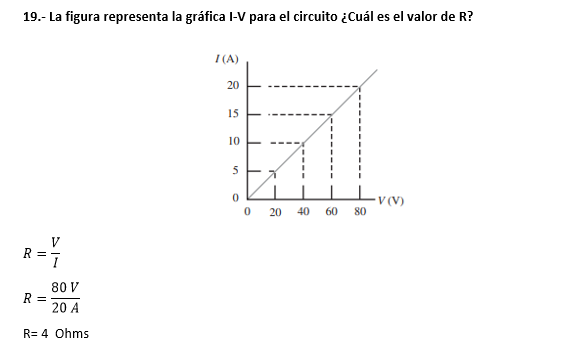 19.- La figura representa la gráfica I-V para el circuito ¿Cuál es el valor de R?
I (A)
20
15
10
5
0
0 20 40 60 80
V (V)
R = V/I
R = 80 V/20 A
R= 4 Ohms